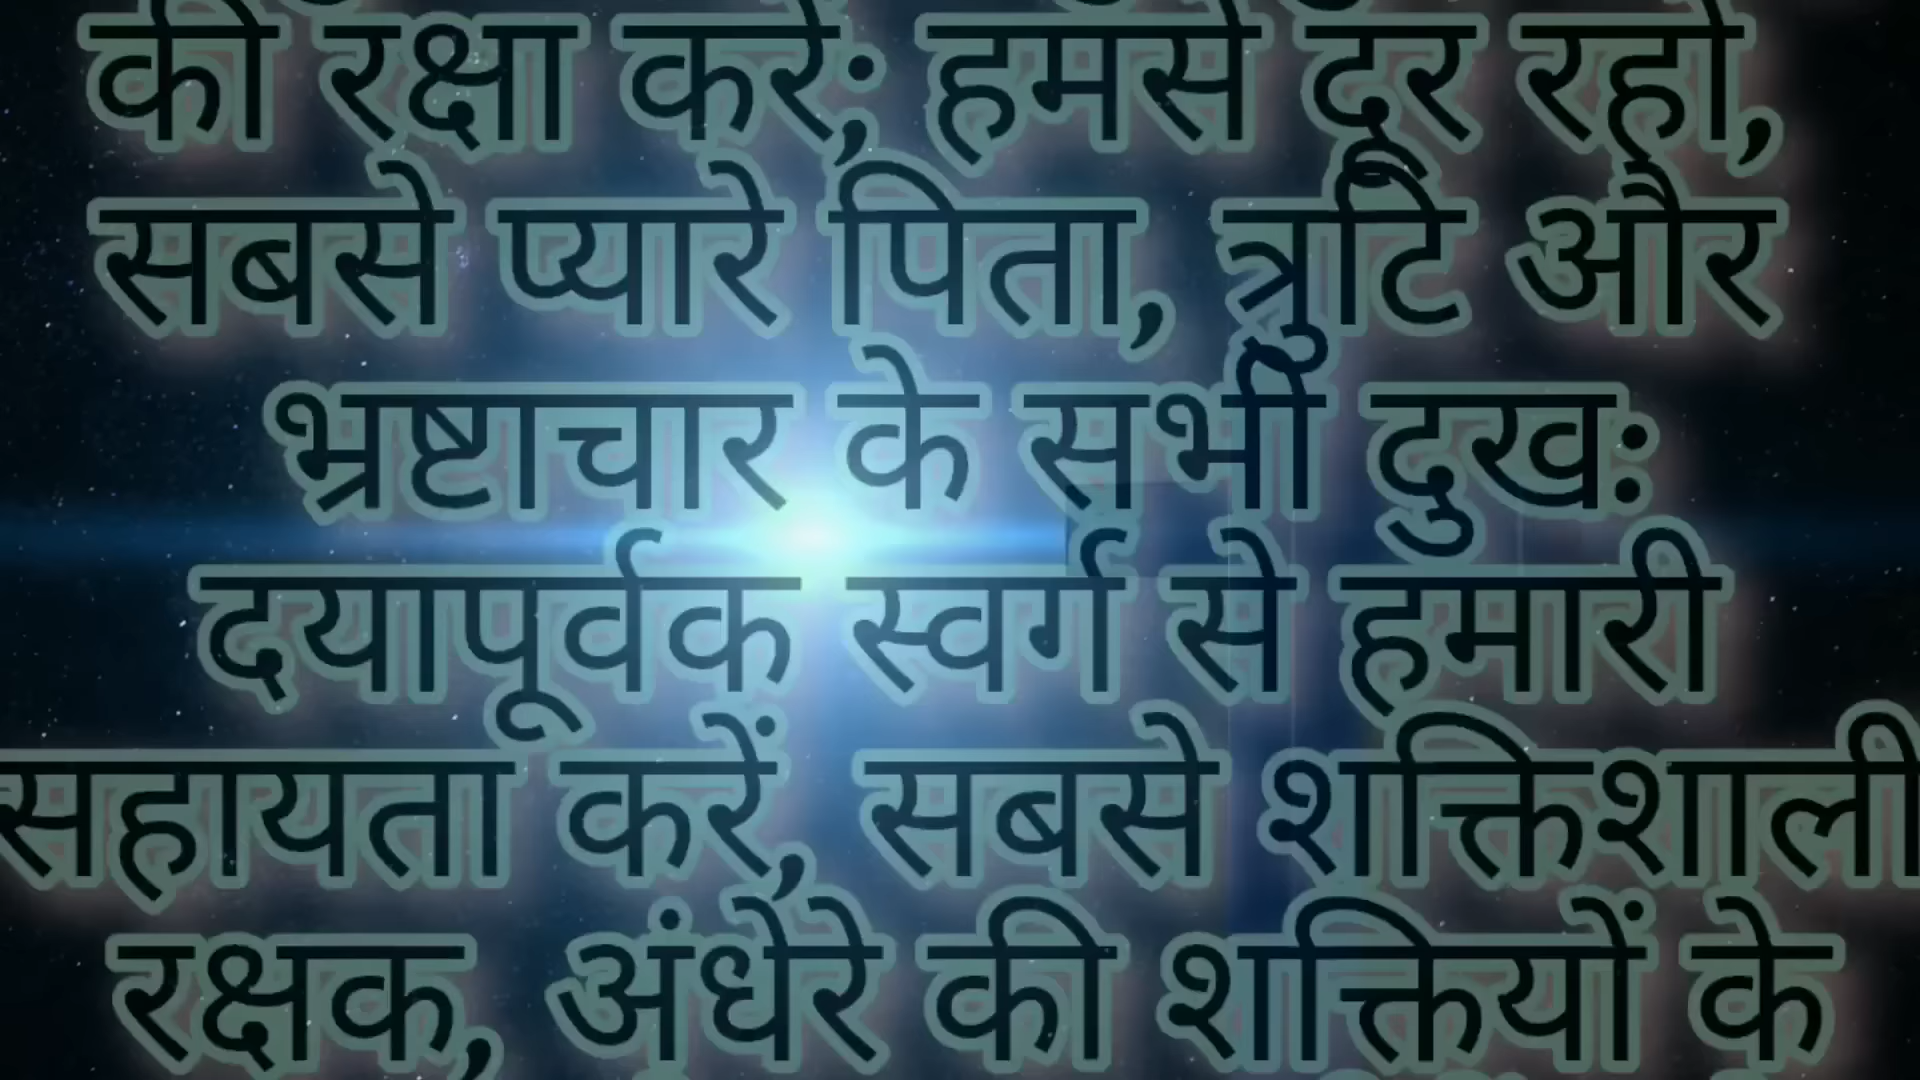 की रक्षा करे; हमसे दूर रहो,
सबसे प्यारे पिता, त्रुटि और
भ्रष्टाचार के सभी दुखः
दयापूर्वक स्वर्ग से हमारी
सहायता करें, सबसे शक्तिशाली
रक्षक, अंधेरे की शक्तियों के